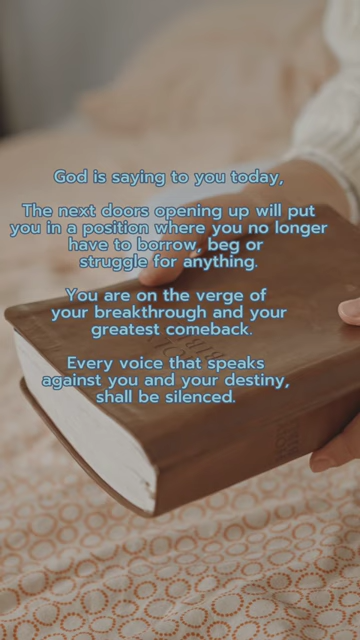 God is saying to you today,
The next doors opening up will put
you in a position where you no longer
have to borrow, beg or
struggle for anything.
You are on the verge of
your breakthrough and your
greatest comeback.
Every voice that speaks
against you and your destiny,
shall be silenced.